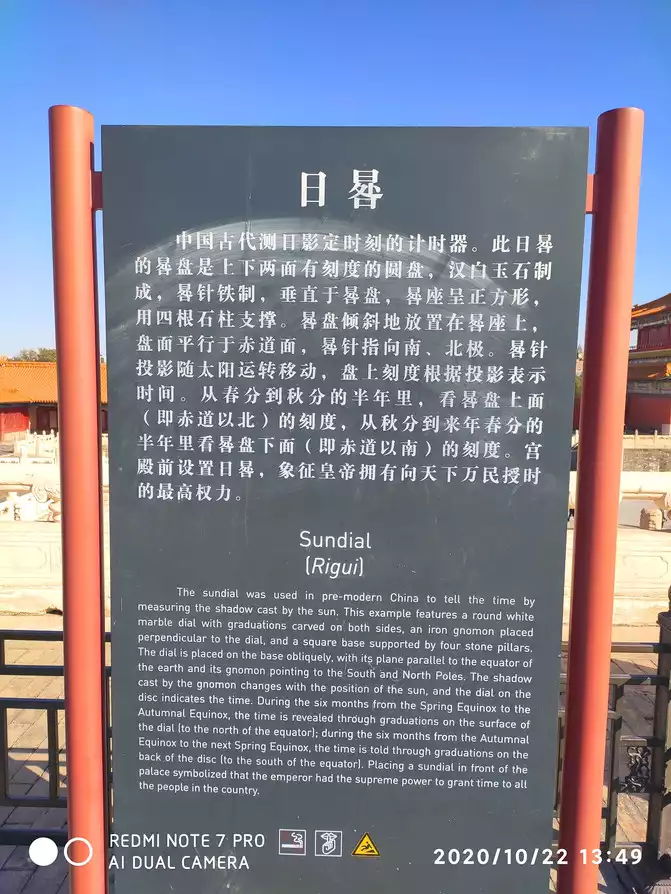 日晷
中国古代测日影定时刻的计时器。此日晷
的晷盘是上下两面有刻度的圆盘，汉白玉石制
成，晷针铁制，垂直于晷盘，晷座呈正方形，
用四根石柱支撑。晷盘倾斜地放置在晷座上，
盘面平行于赤道面，晷针指向南、北极。晷针
投影随太阳运转移动，盘上刻度根据投影表示
时间。从春分到秋分的半年里，看晷盘上面
（即赤道以北）的刻度，从秋分到来年春分的
半年里看晷盘下面（即赤道以南）的刻度。宫
殿前设置日晷，象征皇帝拥有向天下万民授时
的最高权力。
Sundial
(Rigui)
The sundial was used in pre-modern China to tell the time by
measuring the shadow cast by the sun. This example features a round white
marble dial with graduations carved on both sides, an iron gnomon placed
perpendicular to the dial, and a square base supported by four stone pillars.
The dial is placed on the base obliquely, with its plane parallel to the equator of
the earth and its gnomon pointing to the South and North Poles. The shadow
cast by the gnomon changes with the position of the sun, and the dial on the
disc indicates the time. During the six months from the Spring Equinox to the
Autumnal Equinox, the time is revealed through graduations on the surface of
the dial (to the north of the equator); during the six months from the Autumnal
Equinox to the next Spring Equinox, the time is told through graduations on the
back of the disc (to the south of the equator). Placing a sundial in front of the
palace symbolized that the emperor had the supreme power to grant time to all
the people in the country.
REDMI NOTE 7 PRO
AI DUAL CAMERA
2020/10/22 13:49